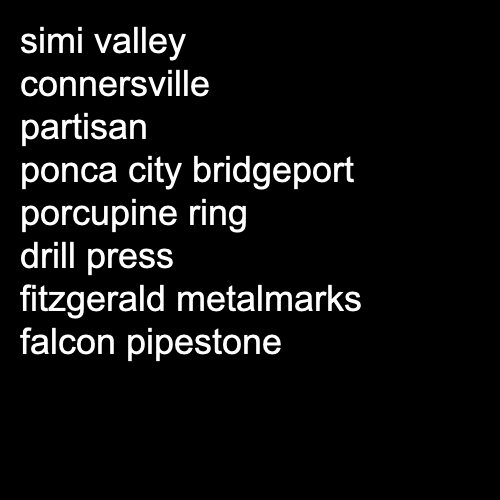 simi valley
connersville
partisan
ponca city bridgeport
porcupine ring
drill press
fitzgerald metalmarks
falcon pipestone